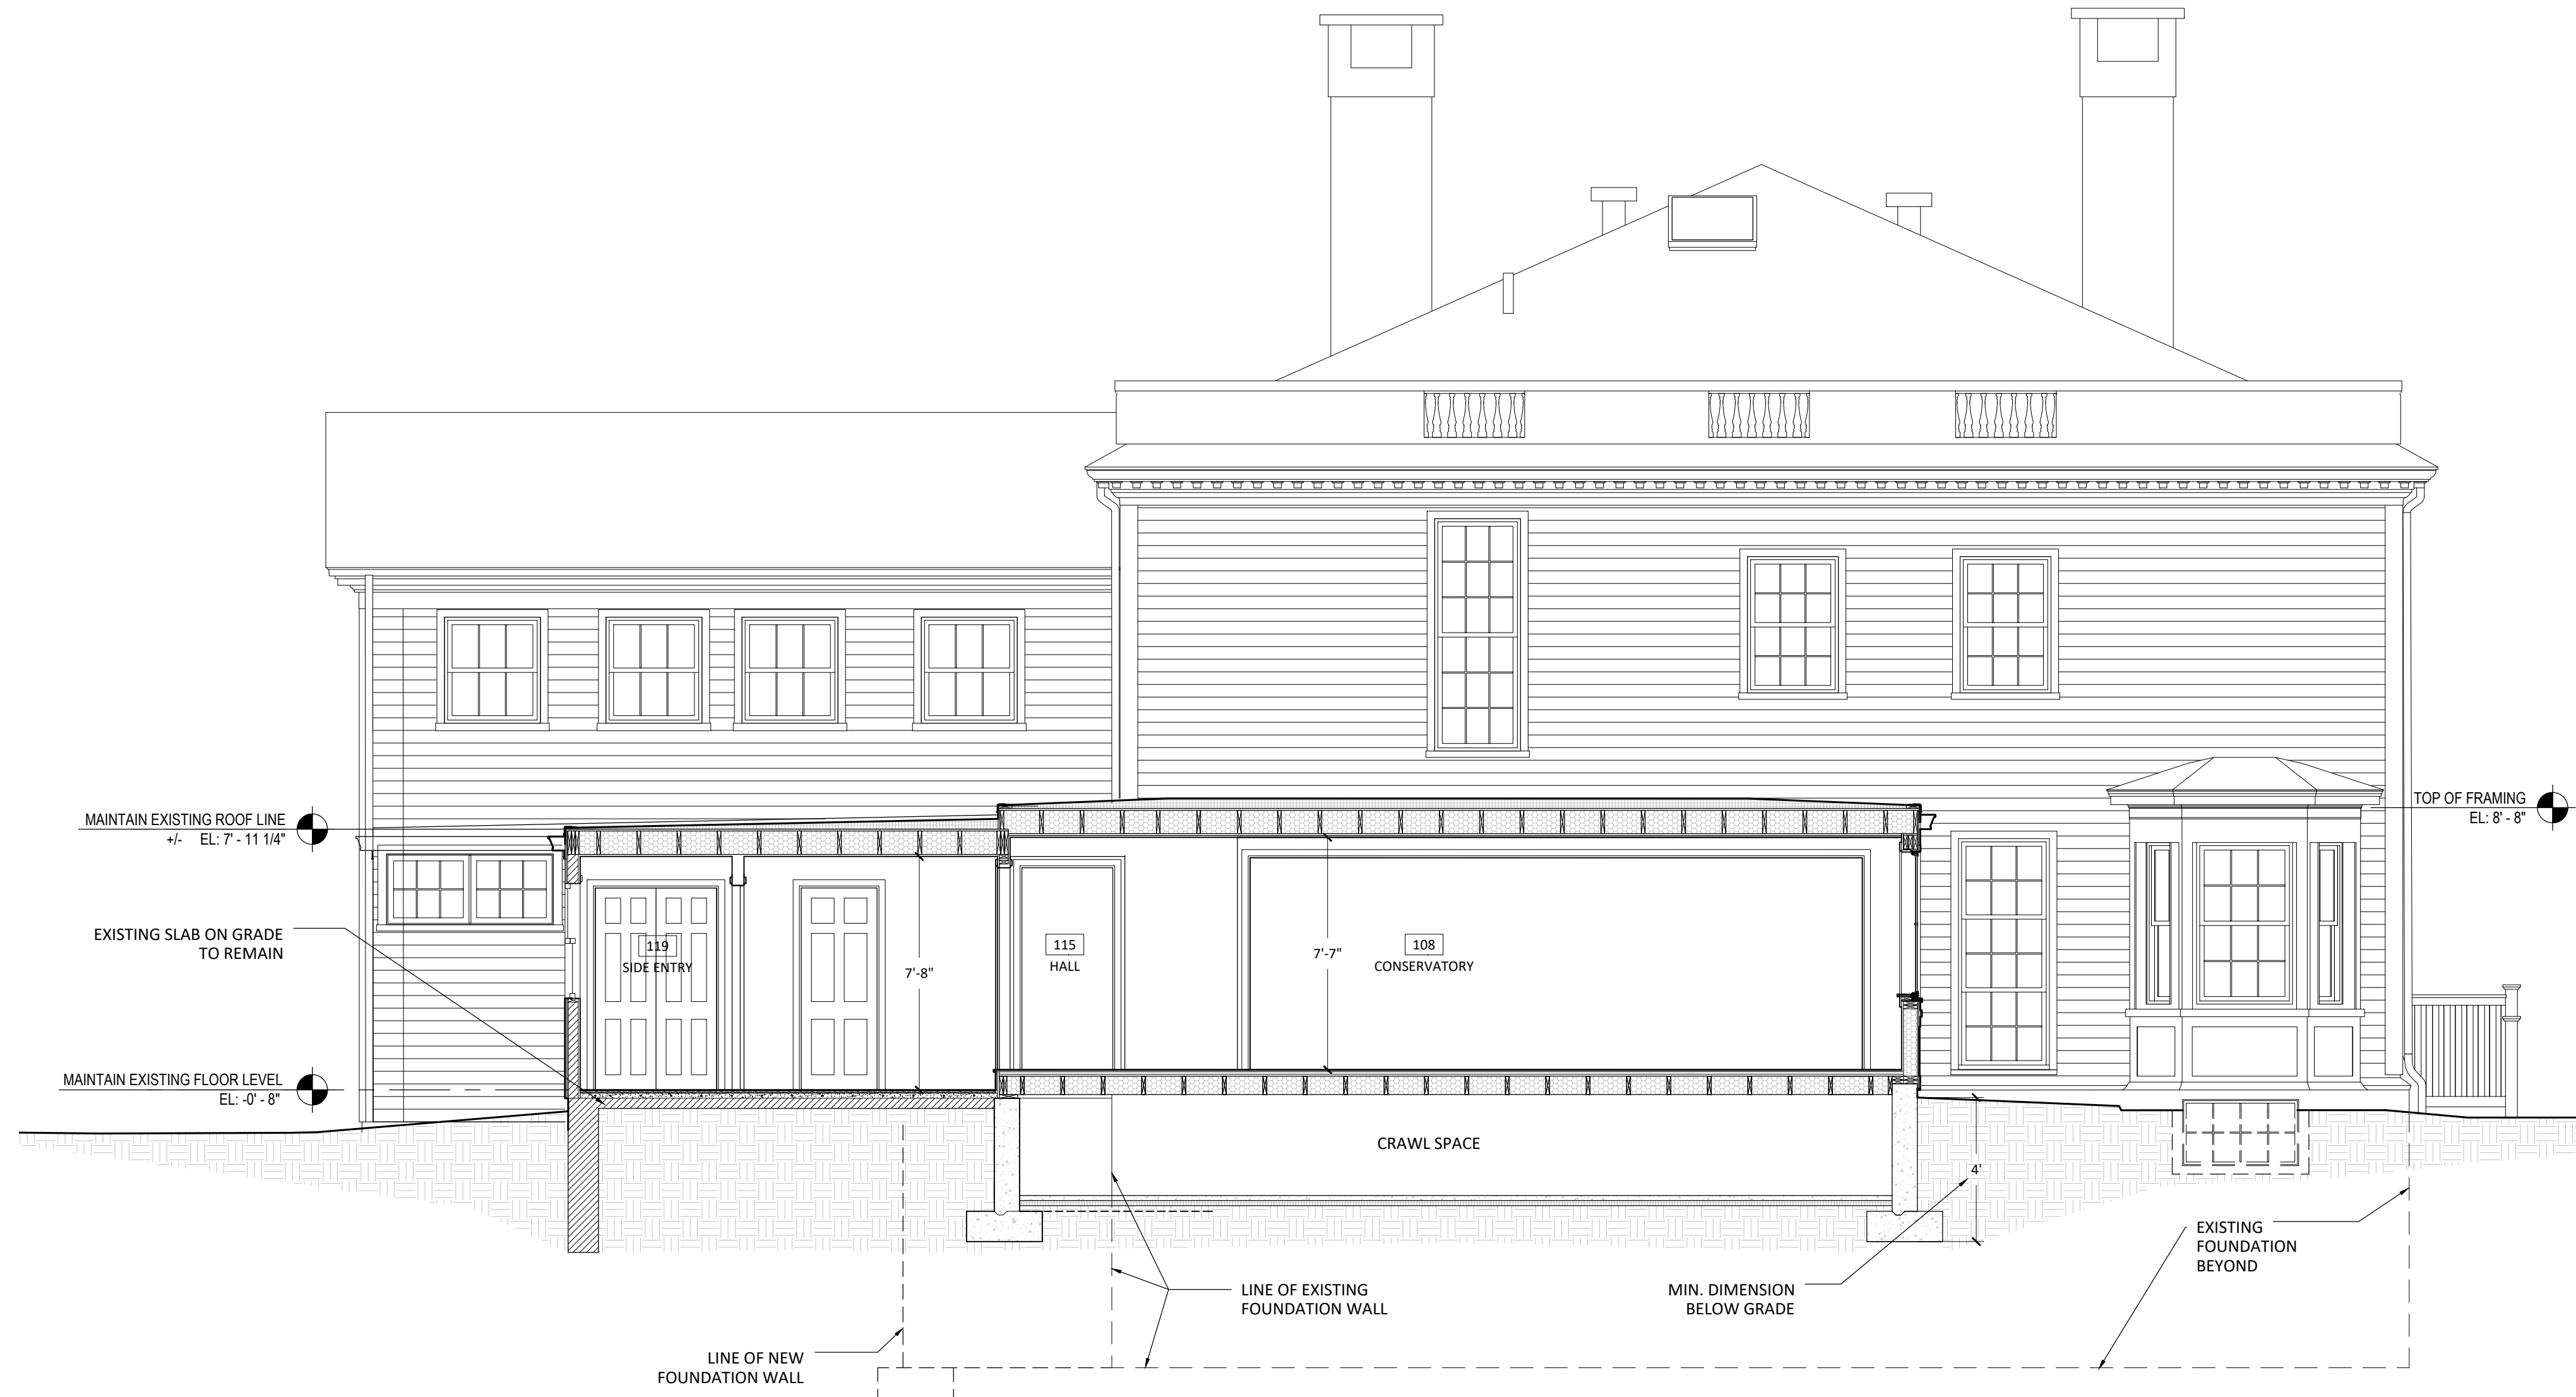 MAINTAIN EXISTING ROOF LINE
+/- EL: 7' - 11 1/4"
TOP OF FRAMING
EL: 8' - 8"
EXISTING SLAB ON GRADE
TO REMAIN
119
SIDE ENTRY
7'-8"
115
HALL
7'-7"
108
CONSERVATORY
MAINTAIN EXISTING FLOOR LEVEL
EL: -0' - 8"
CRAWL SPACE
4'
EXISTING
FOUNDATION
BEYOND
LINE OF EXISTING
FOUNDATION WALL
MIN. DIMENSION
BELOW GRADE
LINE OF NEW
FOUNDATION WALL